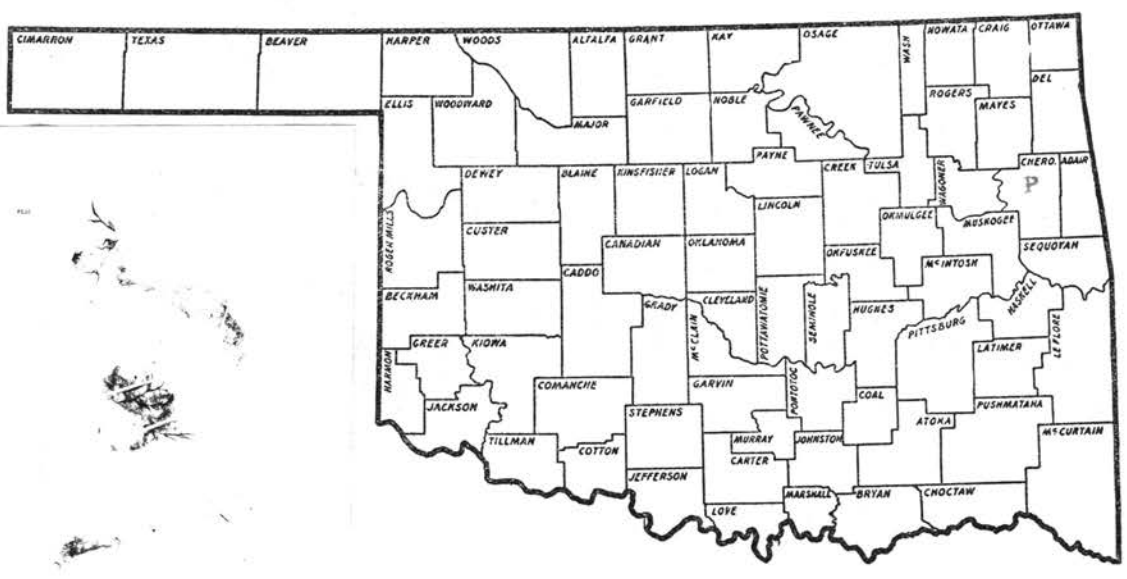 CIMARRON TEXAS BEAVER HARPER WOODS ALFALFA GRANT KAY OSAGE WASH NOWATA CRAIG OTTAWA
DEL
ELLIS WOODWARD GARFIELD NOBLE ROGERS MAYES
MAJOR PAWNEE
PAYNE
DEWEY BLAINE KINGFISHER LOGAN CREEK TULSA WAGONER CHERO. ADAIR
P
LINCOLN
OKMULGEE MUSKOGEE
ROGER MILLS CUSTER CANADIAN OKLAHOMA OKFUSKEE SEQUOYAH
CADDO McINTOSH
BECKHAM WASHITA GRADY CLEVELAND POTTAWATOMIE SEMINOLE HUGHES HASKELL
McCLAIN PITTSBURG
GREER KIOWA LATIMER LE FLORE
HARMON COMANCHE GARVIN PONTOTOC COAL
JACKSON STEPHENS PUSHMATAHA
ATOKA McCURTAIN
TILLMAN COTTON MURRAY JOHNSTON
CARTER
JEFFERSON MARSHALL BRYAN CHOCTAW
LOVE